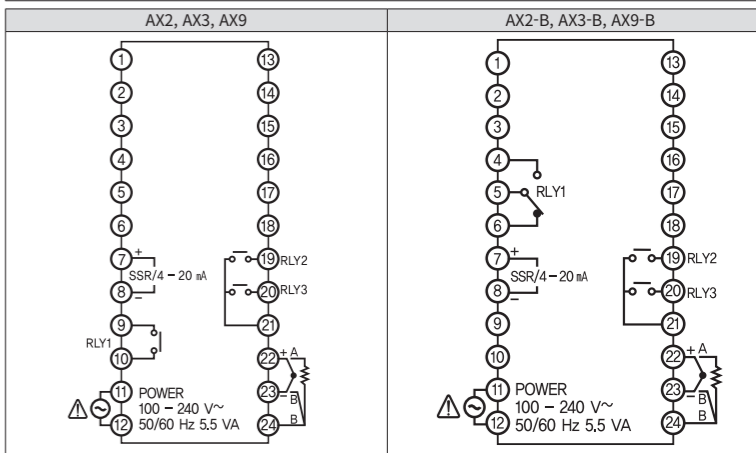 AX2, AX3, AX9
1
13
2
14
3
15
4
16
5
17
6
18
7
+
SSR/4 – 20 ㎃
8
–
19
RLY2
20
RLY3
9
21
RLY1
10
22
+ A
11
POWER
100 – 240 V~
50/60 Hz 5.5 VA
12
23
– B
24
B
AX2-B, AX3-B, AX9-B
1
13
2
14
3
15
4
16
5
RLY1
17
6
18
7
+
SSR/4 – 20 ㎃
8
–
19
RLY2
20
RLY3
9
21
10
22
+ A
11
POWER
100 – 240 V~
50/60 Hz 5.5 VA
12
23
– B
24
B